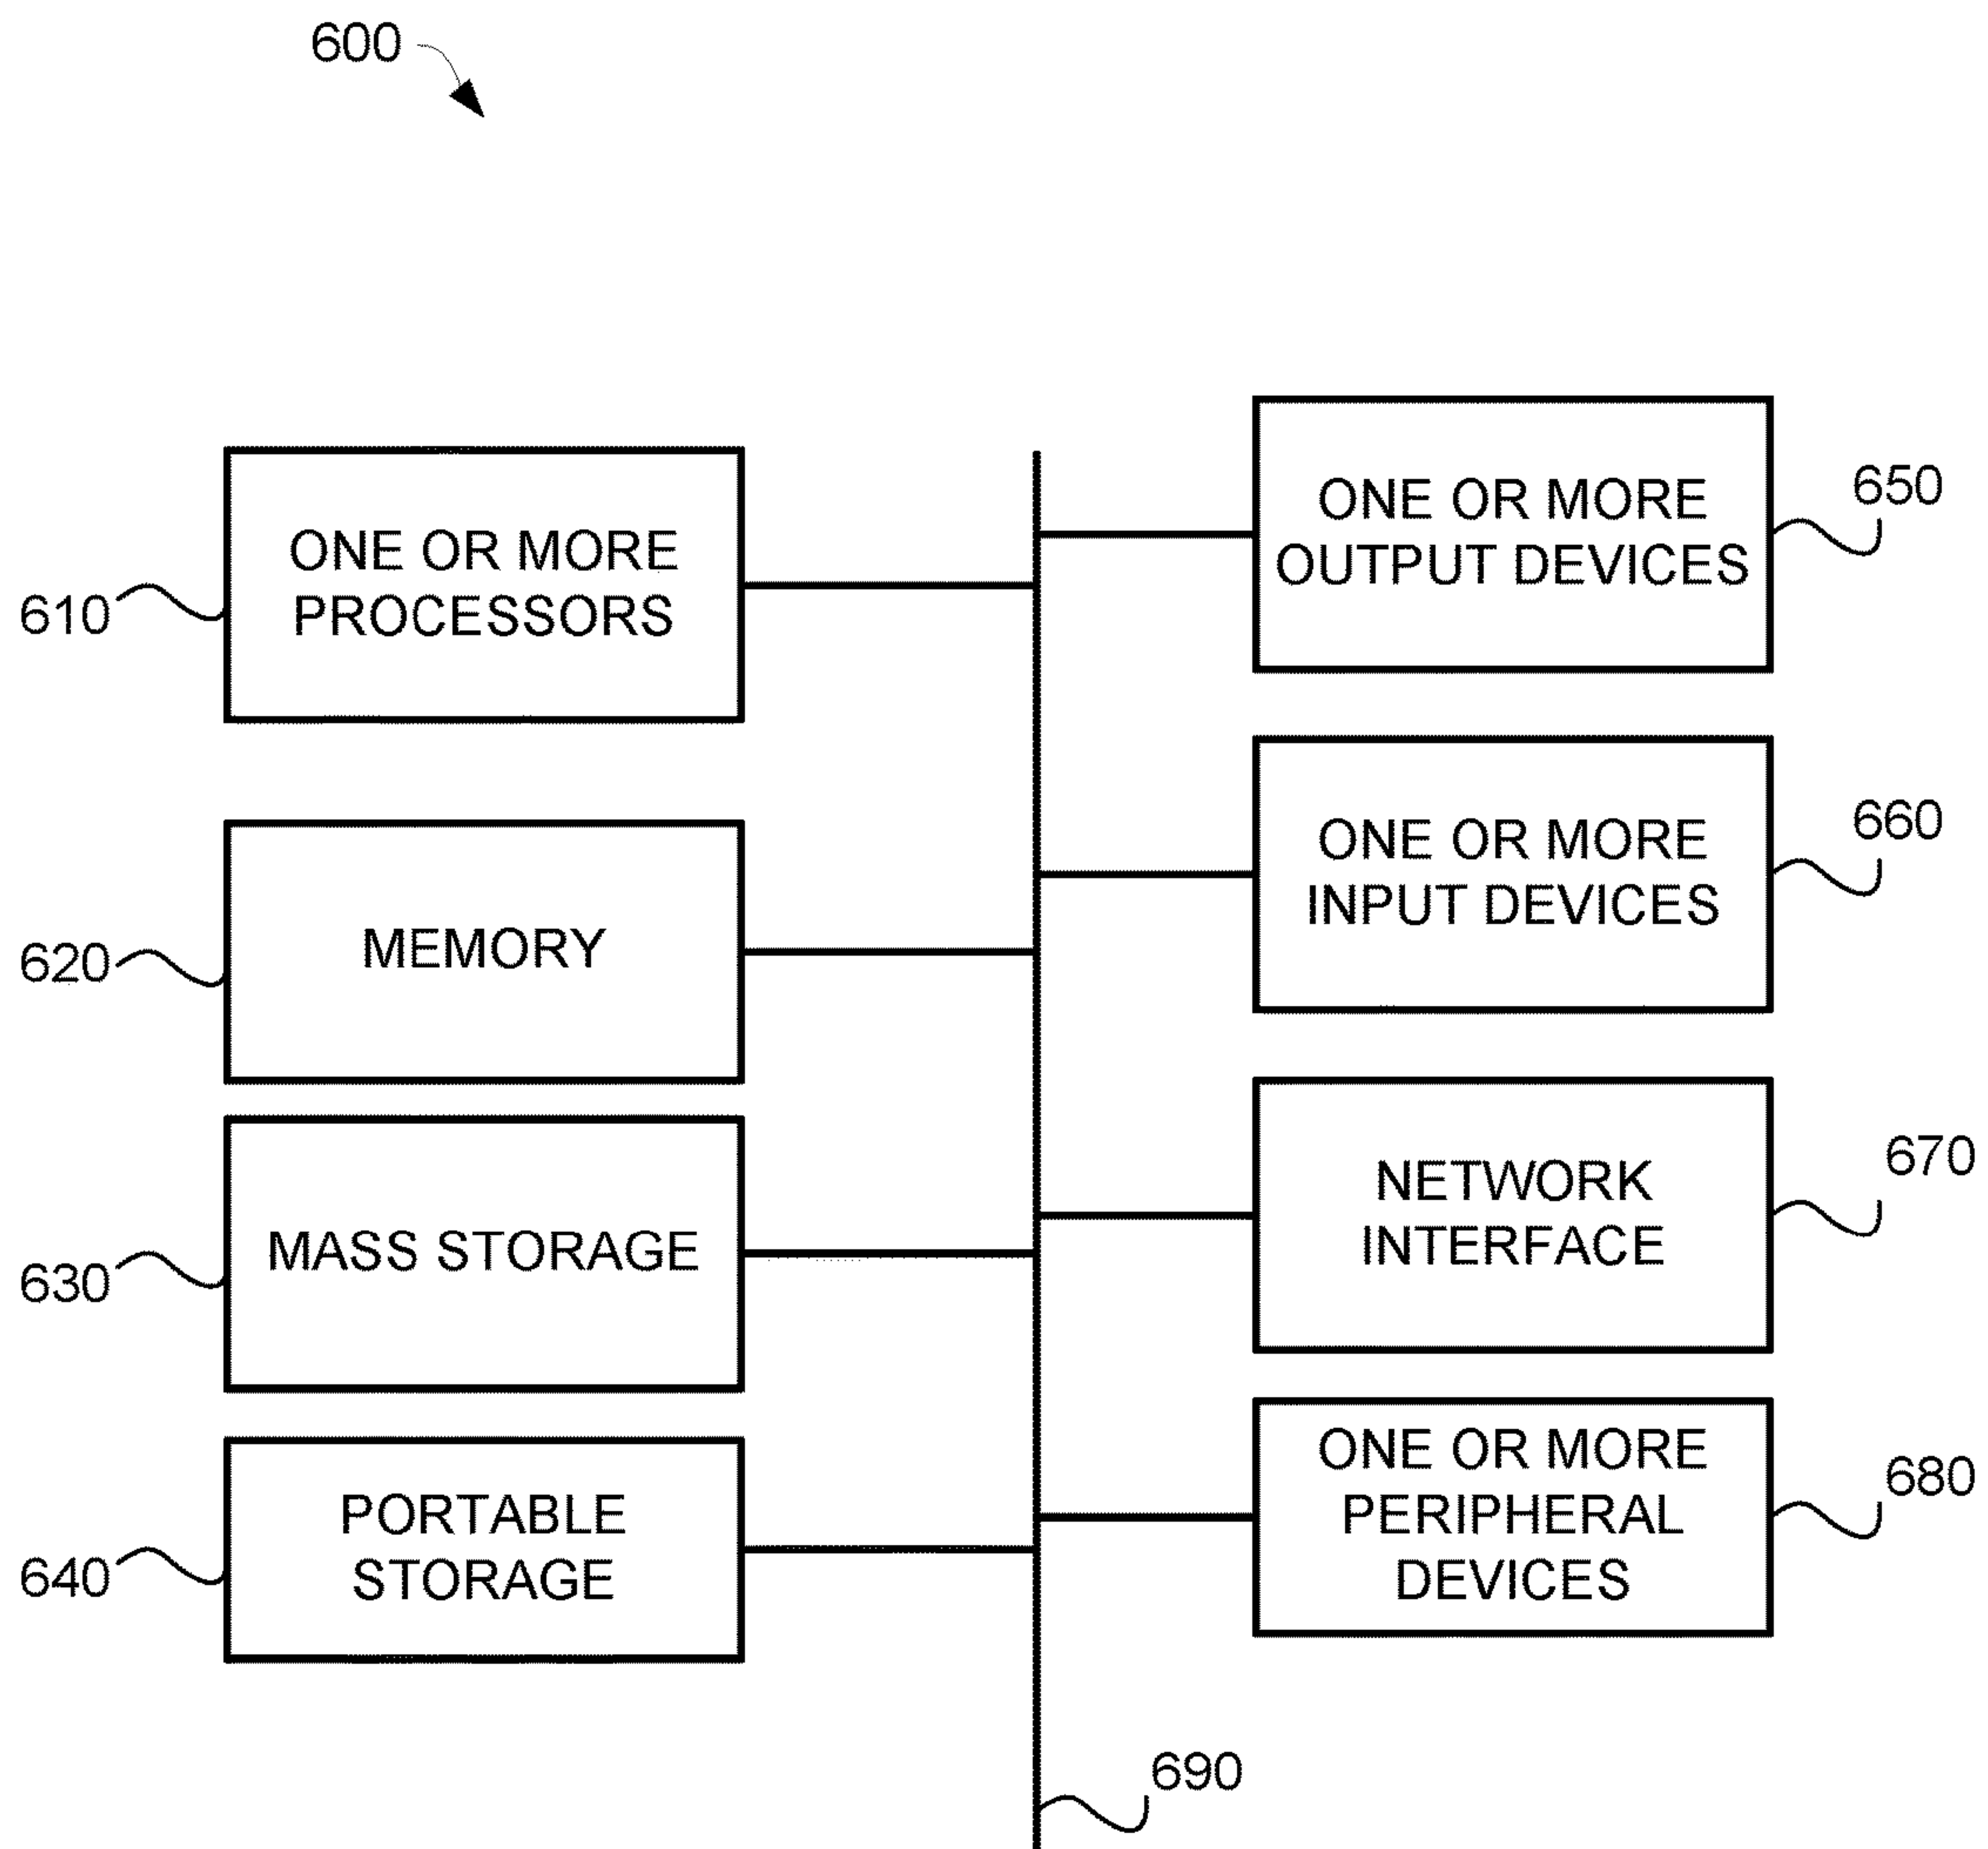 600
ONE OR MORE
PROCESSORS
610
MEMORY
620
MASS STORAGE
630
PORTABLE
STORAGE
640
ONE OR MORE
OUTPUT DEVICES
650
ONE OR MORE
INPUT DEVICES
660
NETWORK
INTERFACE
670
ONE OR MORE
PERIPHERAL
DEVICES
680
690